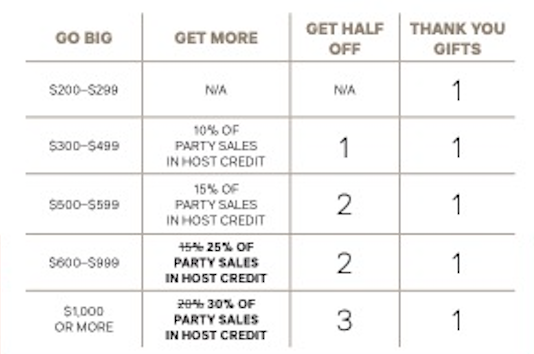 GO BIG
GET MORE
GET HALF
OFF
THANK YOU
GIFTS
$200–$299
N/A
N/A
1
$300–$499
10% OF
PARTY SALES
IN HOST CREDIT
1
1
$500–$599
15% OF
PARTY SALES
IN HOST CREDIT
2
1
$600–$999
15% 25% OF
PARTY SALES
IN HOST CREDIT
2
1
$1,000
OR MORE
20% 30% OF
PARTY SALES
IN HOST CREDIT
3
1